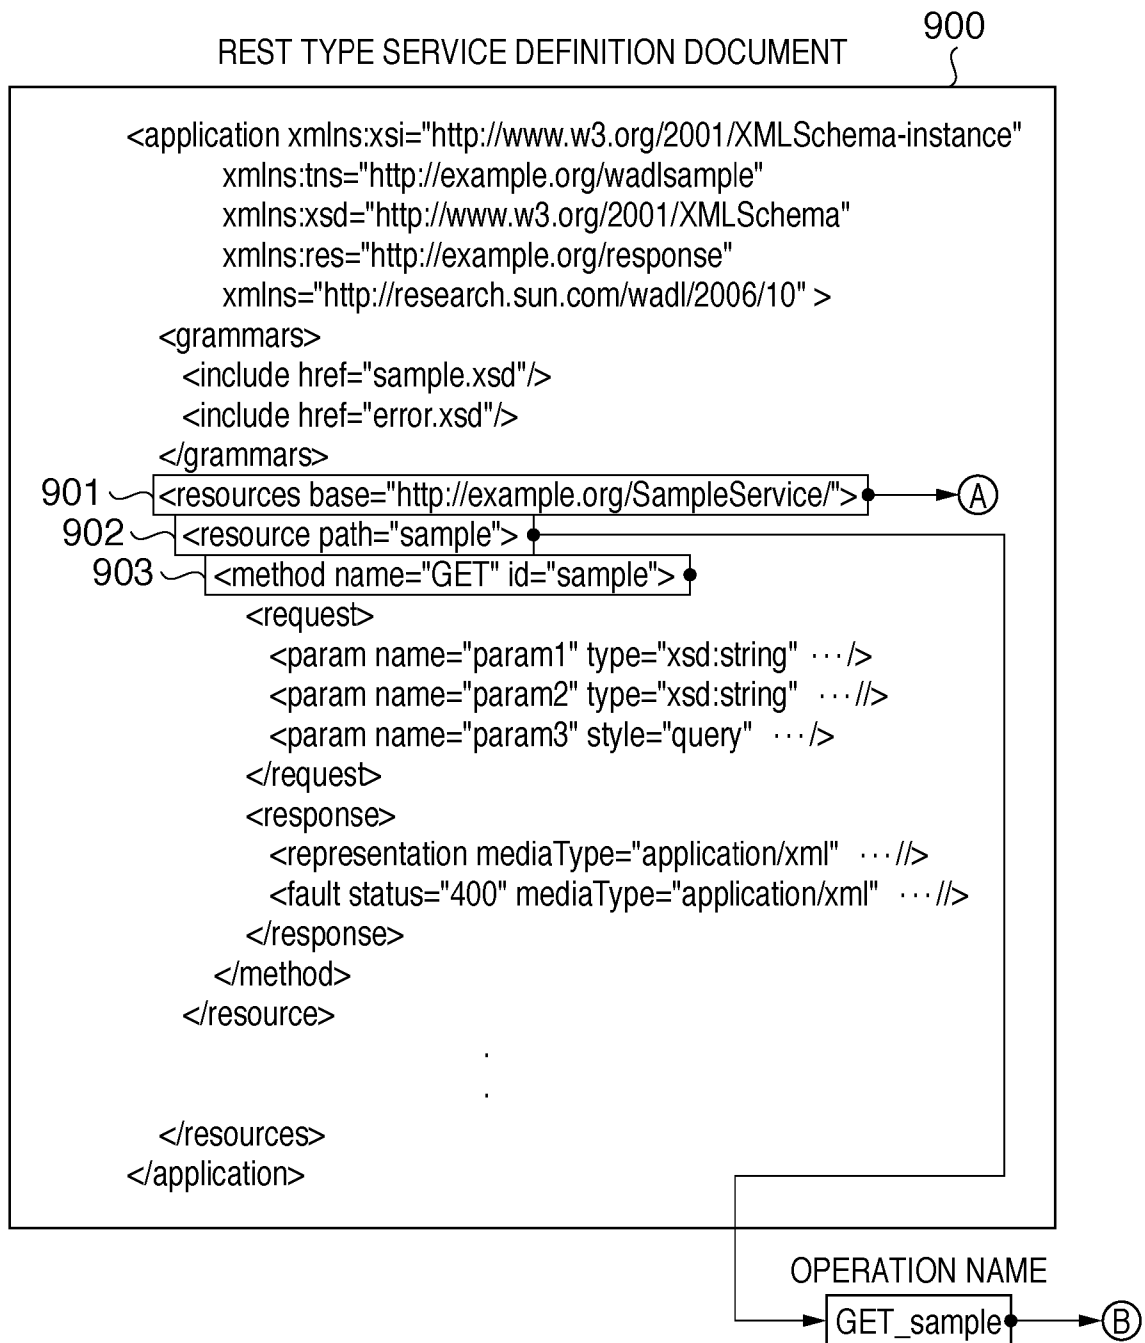 900
REST TYPE SERVICE DEFINITION DOCUMENT
<application xmlns:xsi="http://www.w3.org/2001/XMLSchema-instance"
xmlns:tns="http://example.org/wadlsample"
xmlns:xsd="http://www.w3.org/2001/XMLSchema"
xmlns:res="http://example.org/response"
xmlns="http://research.sun.com/wadl/2006/10" >
<grammars>
<include href="sample.xsd"/>
<include href="error.xsd"/>
</grammars>
901 <resources base="http://example.org/SampleService/"> A
902 <resource path="sample">
903 <method name="GET" id="sample">
<request>
<param name="param1" type="xsd:string" ···/>
<param name="param2" type="xsd:string" ···//>
<param name="param3" style="query" ···/>
</request>
<response>
<representation mediaType="application/xml" ···//>
<fault status="400" mediaType="application/xml" ···//>
</response>
</method>
</resource>
.
.
</resources>
</application>
OPERATION NAME
GET_sample B